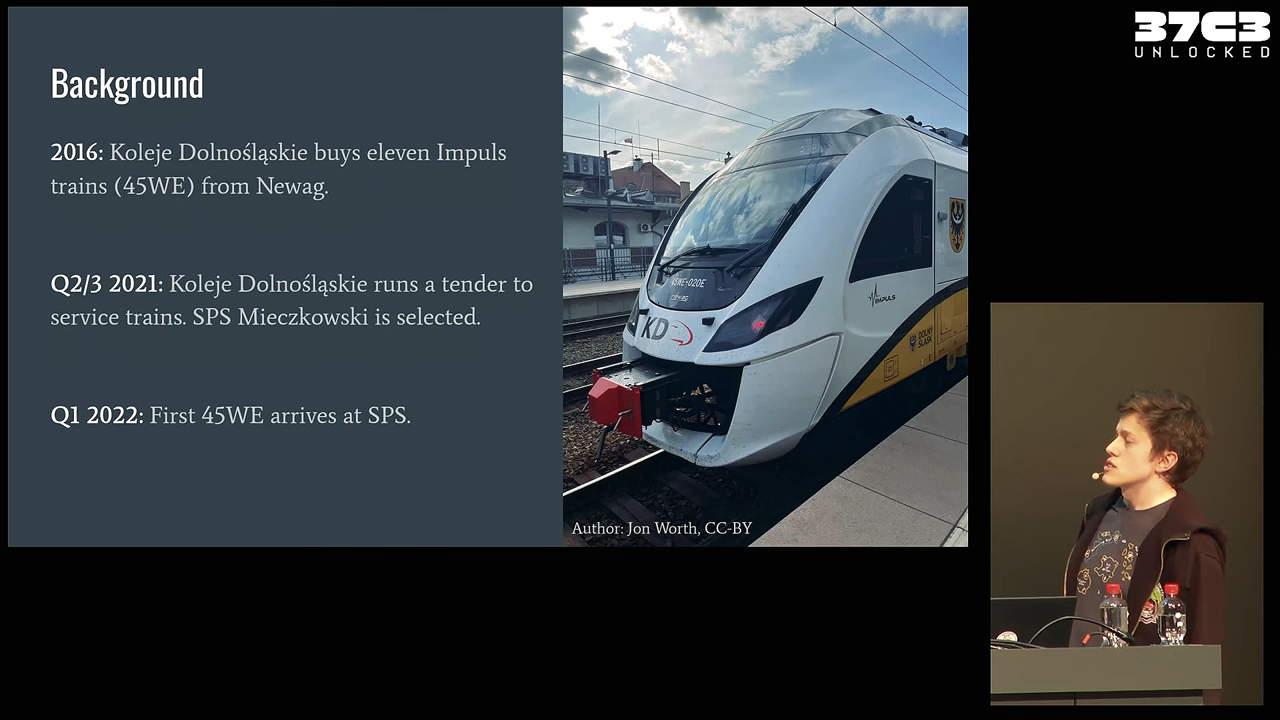 37C3
UNLOCKED
Background
2016: Koleje Dolnośląskie buys eleven Impuls
trains (45WE) from Newag.
Q2/3 2021: Koleje Dolnośląskie runs a tender to
service trains. SPS Mieczkowski is selected.
Q1 2022: First 45WE arrives at SPS.
45WE-020E
KD
IMPULS
DOLNY
ŚLĄSK
Author: Jon Worth, CC-BY